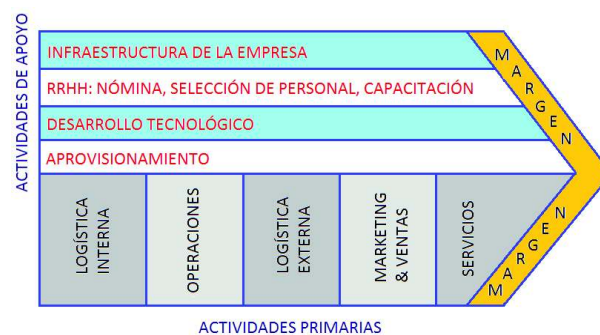 ACTIVIDADES DE APOYO
INFRAESTRUCTURA DE LA EMPRESA
RRHH: NÓMINA, SELECCIÓN DE PERSONAL, CAPACITACIÓN
DESARROLLO TECNOLÓGICO
APROVISIONAMIENTO
MARGEN
LOGÍSTICA
INTERNA
OPERACIONES
LOGÍSTICA
EXTERNA
MARKETING
& VENTAS
SERVICIOS
MARGEN
ACTIVIDADES PRIMARIAS